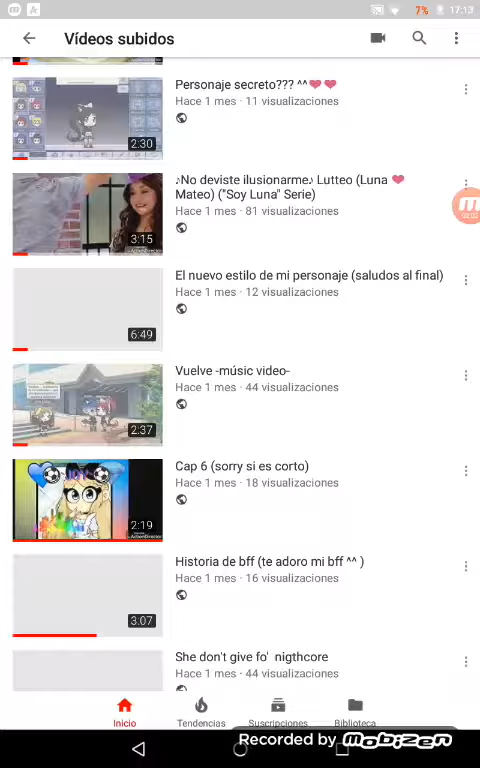 7% 17:13
Vídeos subidos
Personaje secreto??? ^^❤❤
Hace 1 mes · 11 visualizaciones
2:30
♪No deviste ilusionarme♪ Lutteo (Luna ❤
Mateo) ("Soy Luna" Serie)
Hace 1 mes · 81 visualizaciones
3:15
El nuevo estilo de mi personaje (saludos al final)
Hace 1 mes · 12 visualizaciones
6:49
Vuelve -músic video-
Hace 1 mes · 44 visualizaciones
2:37
Cap 6 (sorry si es corto)
Hace 1 mes · 18 visualizaciones
2:19
Historia de bff (te adoro mi bff ^^ )
Hace 1 mes · 16 visualizaciones
3:07
She don't give fo' nigthcore
Hace 1 mes · 44 visualizaciones
Inicio Tendencias Suscripciones Biblioteca
Recorded by mobizen